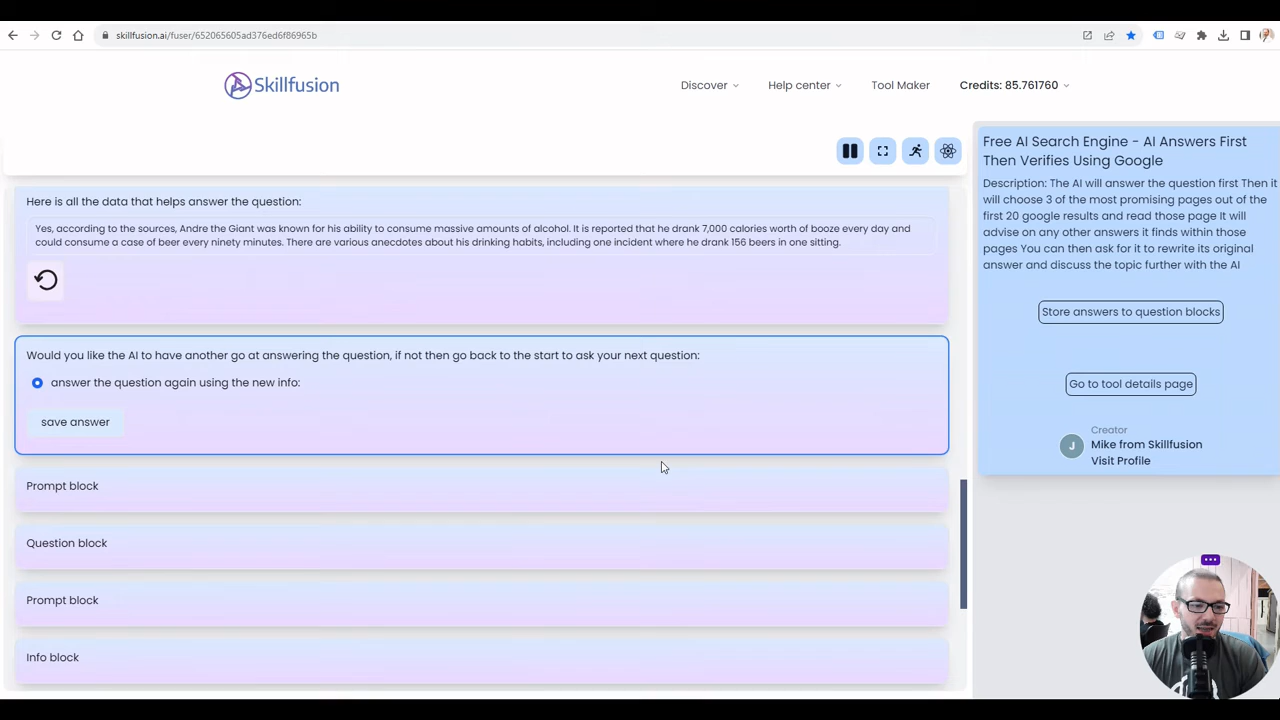 skillfusion.ai/fuser/652065605ad376ed6f86965b
Skillfusion
Discover
Help center
Tool Maker
Credits: 85.761760
Here is all the data that helps answer the question:
Yes, according to the sources, Andre the Giant was known for his ability to consume massive amounts of alcohol. It is reported that he drank 7,000 calories worth of booze every day and
could consume a case of beer every ninety minutes. There are various anecdotes about his drinking habits, including one incident where he drank 156 beers in one sitting.
Would you like the AI to have another go at answering the question, if not then go back to the start to ask your next question:
answer the question again using the new info:
save answer
Prompt block
Question block
Prompt block
Info block
Free AI Search Engine - AI Answers First
Then Verifies Using Google
Description: The AI will answer the question first Then it
will choose 3 of the most promising pages out of the
first 20 google results and read those page It will
advise on any other answers it finds within those
pages You can then ask for it to rewrite its original
answer and discuss the topic further with the AI
Store answers to question blocks
Go to tool details page
Creator
J
Mike from Skillfusion
Visit Profile